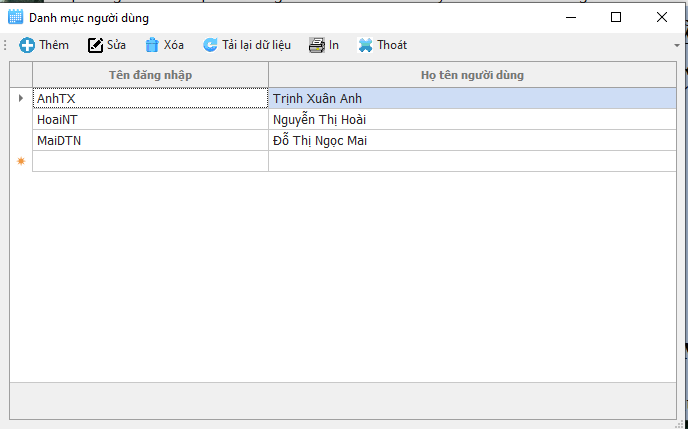 Danh mục người dùng
Thêm Sửa Xóa Tải lại dữ liệu In Thoát
Tên đăng nhập Họ tên người dùng
AnhTX Trịnh Xuân Anh
HoaiNT Nguyễn Thị Hoài
MaiDTN Đỗ Thị Ngọc Mai